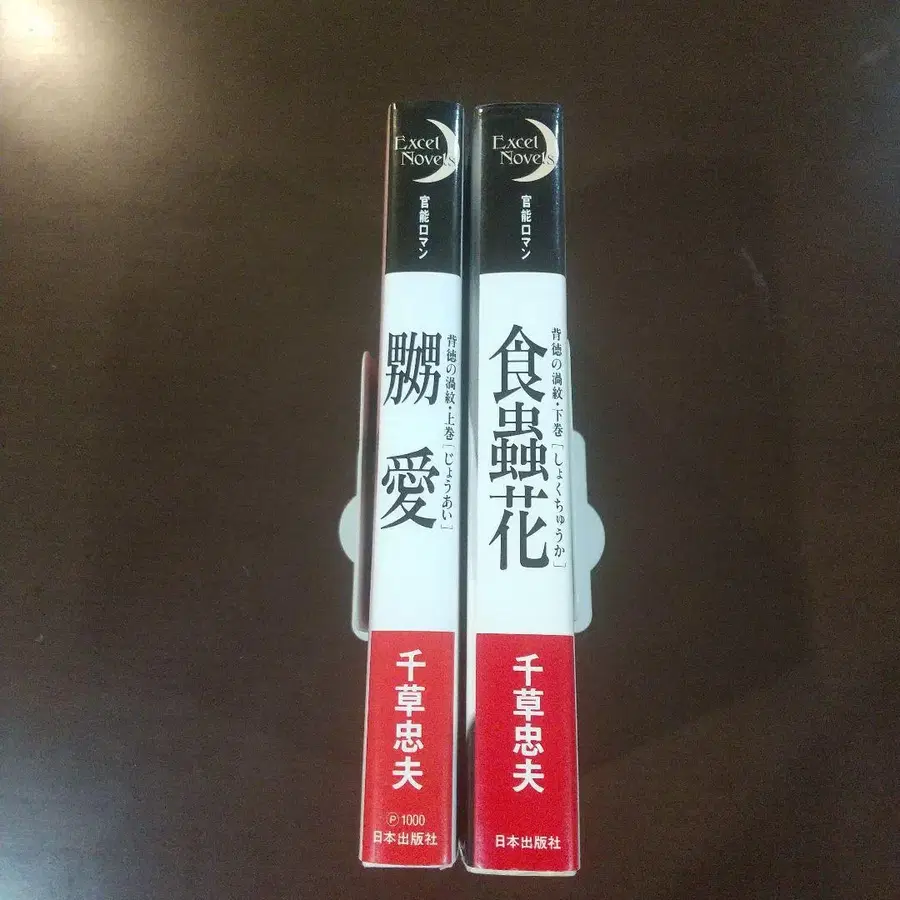 Excel
Novels
官能ロマン
背徳の渦紋・上巻[じょうあい]
嬲愛
千草忠夫
Ⓟ1000
日本出版社
Excel
Novels
官能ロマン
背徳の渦紋・下巻[しょくちゅうか]
食蟲花
千草忠夫
日本出版社